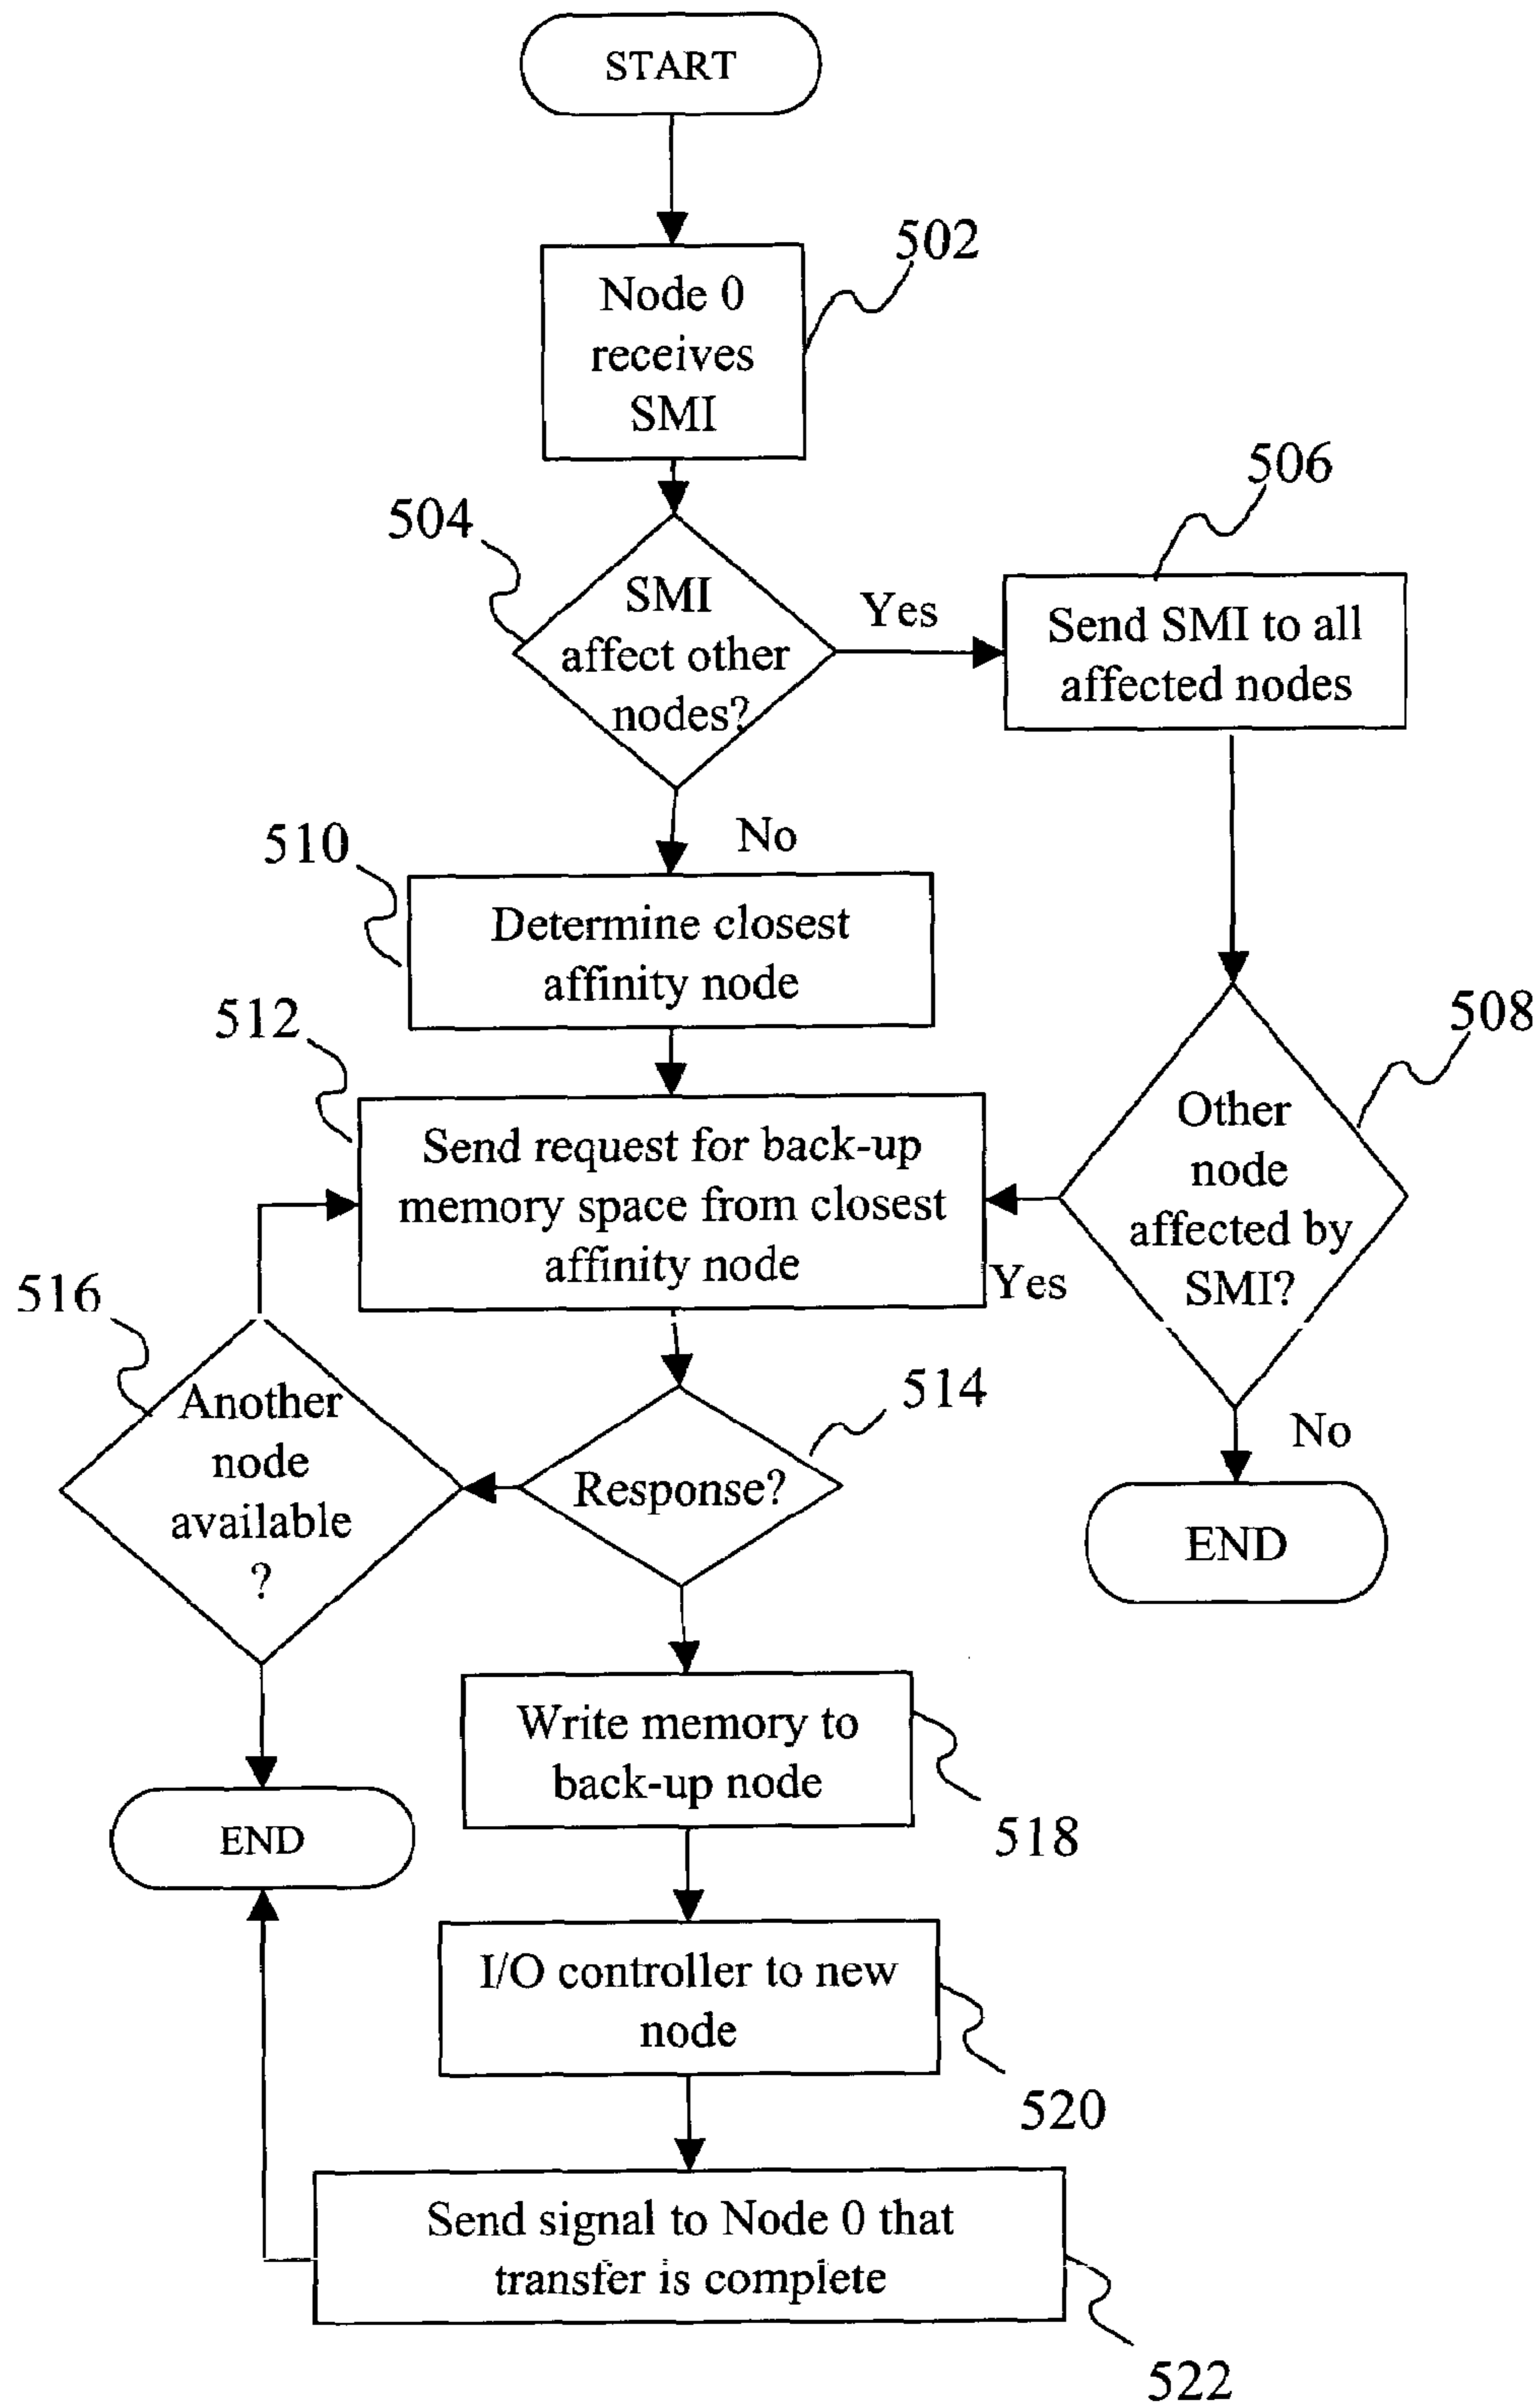 START
502
Node 0
receives
SMI
506
504
SMI
affect other
nodes?
Yes
Send SMI to all
affected nodes
No
510
Determine closest
affinity node
512
508
Send request for back-up
memory space from closest
affinity node
Other
node
affected by
SMI?
Yes
516
514
Another
node
available
?
Response?
No
END
Write memory to
back-up node
518
END
I/O controller to new
node
520
Send signal to Node 0 that
transfer is complete
522